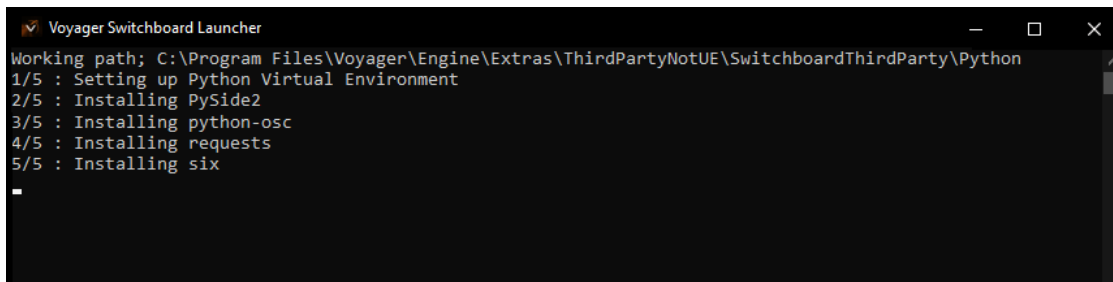 Voyager Switchboard Launcher
Working path; C:\Program Files\Voyager\Engine\Extras\ThirdPartyNotUE\SwitchboardThirdParty\Python
1/5 : Setting up Python Virtual Environment
2/5 : Installing PySide2
3/5 : Installing python-osc
4/5 : Installing requests
5/5 : Installing six